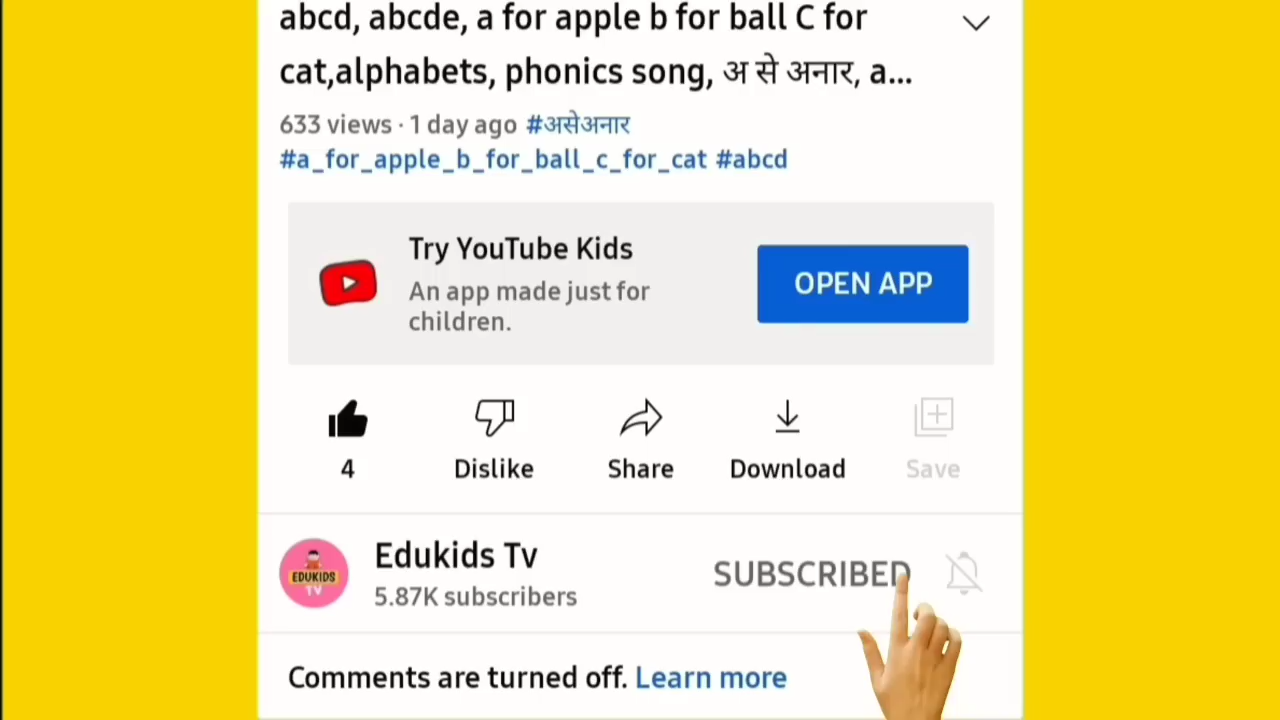 abcd, abcde, a for apple b for ball C for
cat,alphabets, phonics song, अ से अनार, a...
633 views · 1 day ago #असेअनार
#a_for_apple_b_for_ball_c_for_cat #abcd
Try YouTube Kids
An app made just for
children.
OPEN APP
4
Dislike
Share
Download
Save
EDUKIDS
TV
Edukids Tv
5.87K subscribers
SUBSCRIBED
Comments are turned off. Learn more